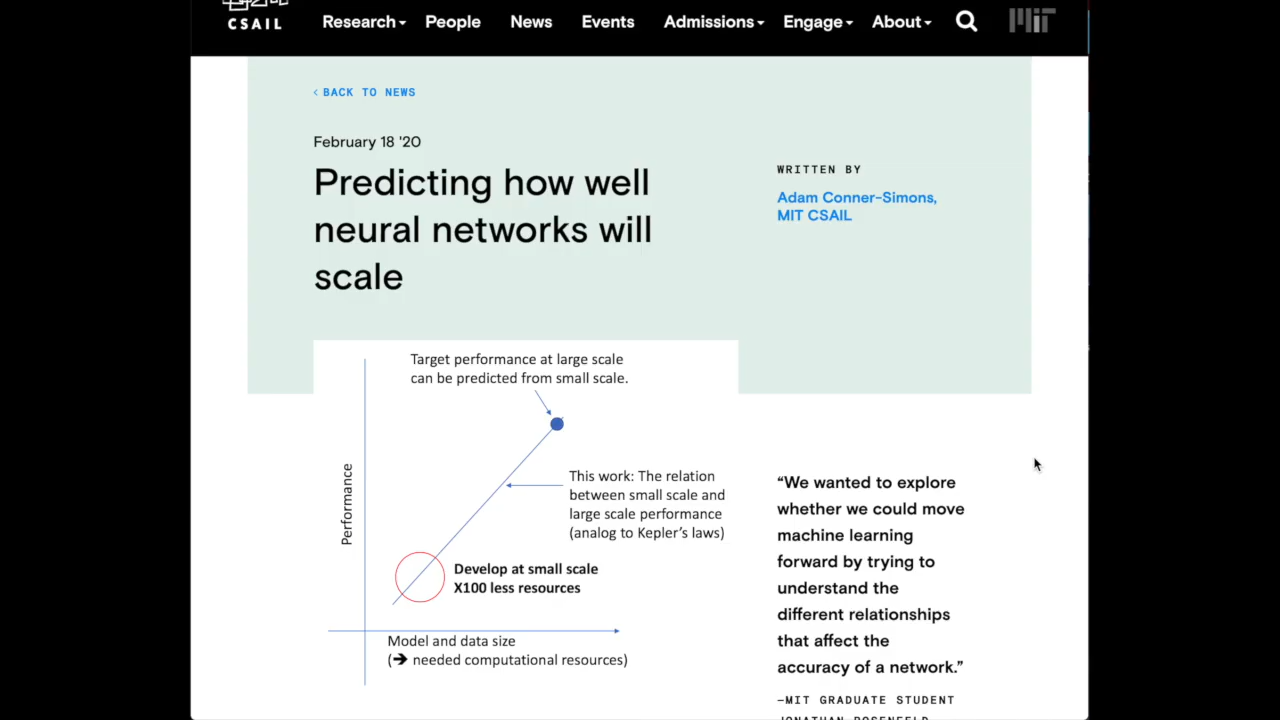 CSAIL
Research People News Events Admissions Engage About
MIT
< BACK TO NEWS
February 18 '20
Predicting how well
neural networks will
scale
WRITTEN BY
Adam Conner-Simons,
MIT CSAIL
Target performance at large scale
can be predicted from small scale.
Performance
This work: The relation
between small scale and
large scale performance
(analog to Kepler's laws)
Develop at small scale
X100 less resources
Model and data size
(➔ needed computational resources)
“We wanted to explore
whether we could move
machine learning
forward by trying to
understand the
different relationships
that affect the
accuracy of a network.”
—MIT GRADUATE STUDENT
JONATHAN ROSENFELD